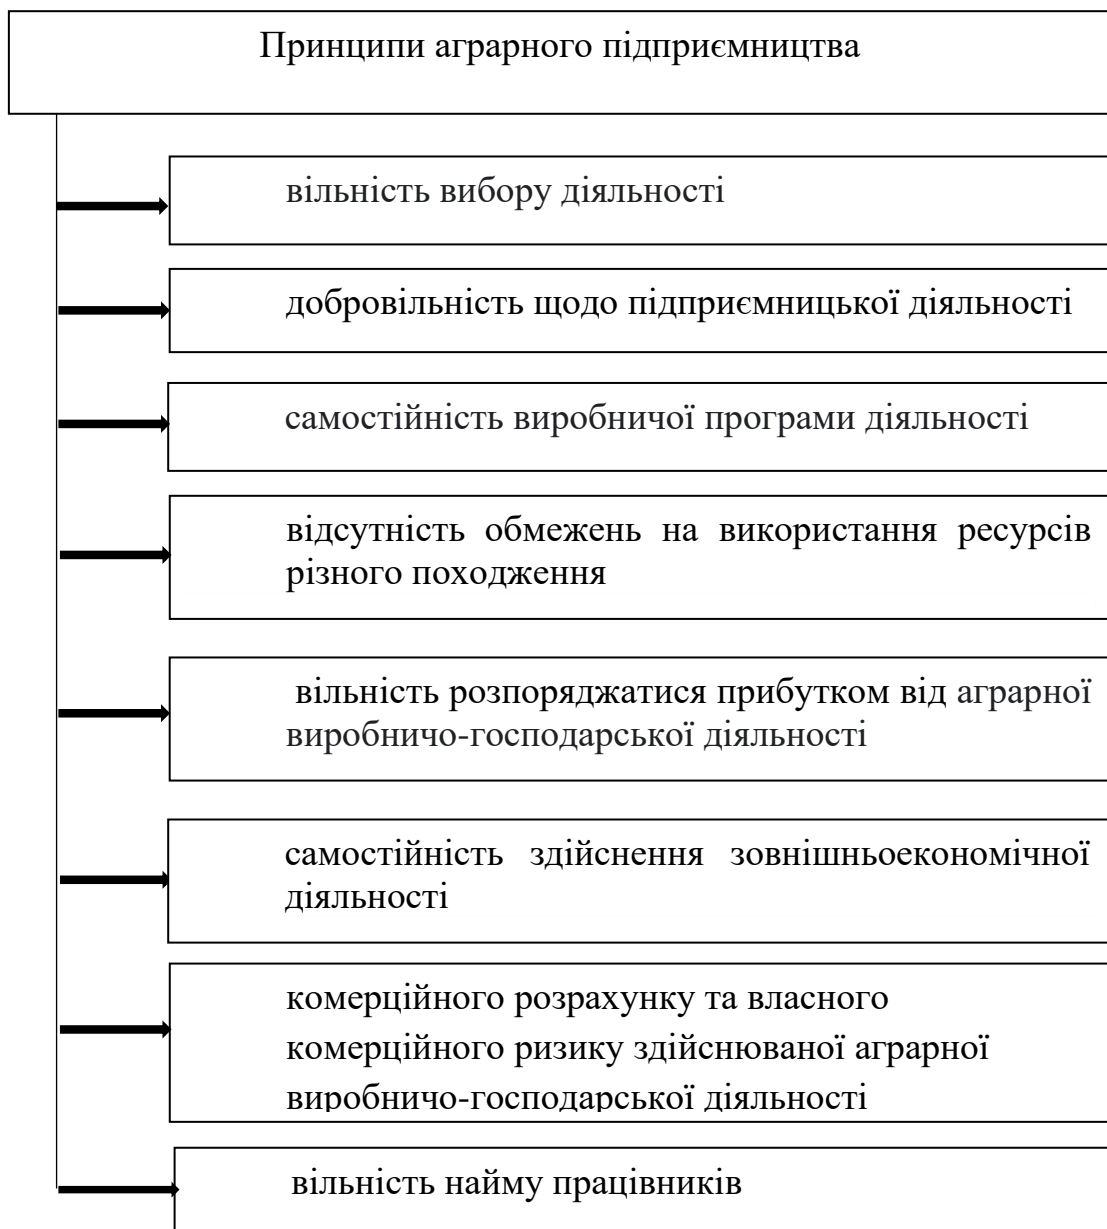 Принципи аграрного підприємництва
вільність вибору діяльності
добровільність щодо підприємницької діяльності
самостійність виробничої програми діяльності
відсутність обмежень на використання ресурсів
різного походження
вільність розпоряджатися прибутком від аграрної
виробничо-господарської діяльності
самостійність здійснення зовнішньоекономічної
діяльності
комерційного розрахунку та власного
комерційного ризику здійснюваної аграрної
виробничо-господарської діяльності
вільність найму працівників